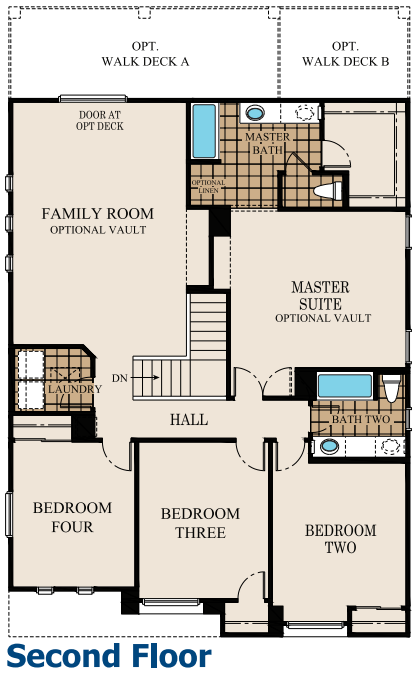 OPT.
WALK DECK A
OPT.
WALK DECK B
DOOR AT
OPT DECK
MASTER
BATH
OPTIONAL
LINEN
FAMILY ROOM
OPTIONAL VAULT
MASTER
SUITE
OPTIONAL VAULT
DN
LAUNDRY
HALL
BATH TWO
BEDROOM
FOUR
BEDROOM
THREE
BEDROOM
TWO
Second Floor